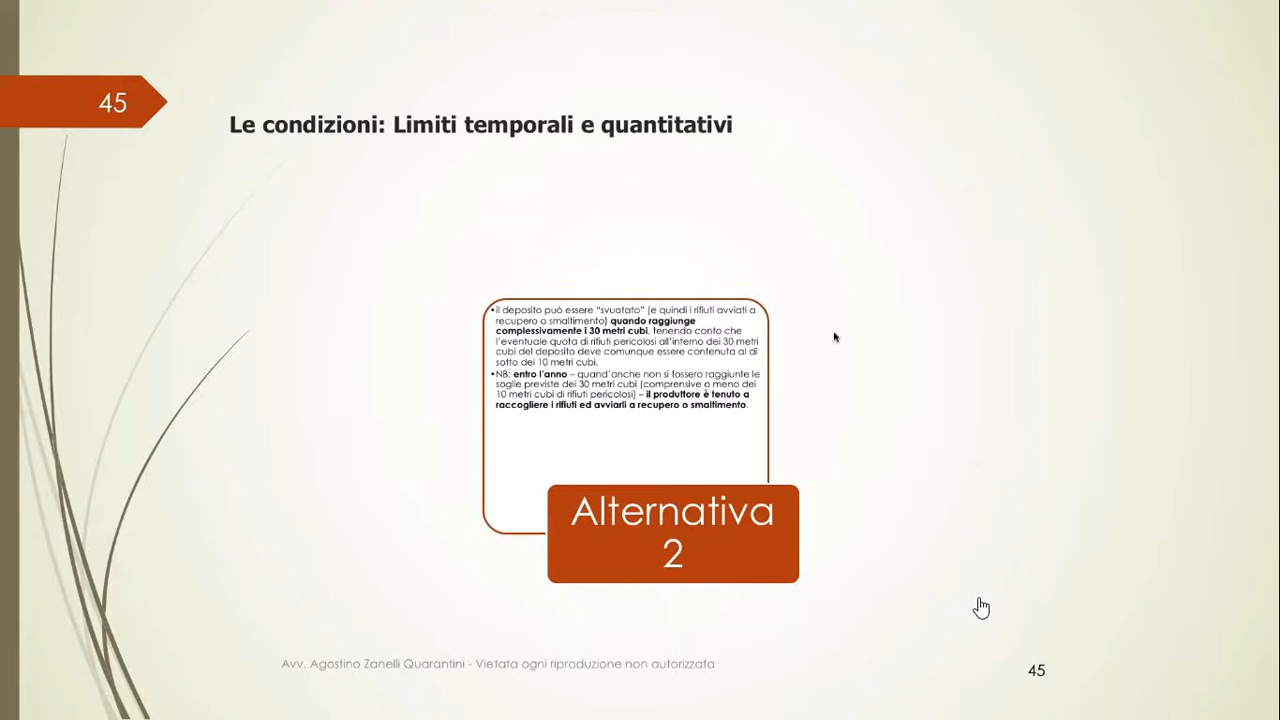 45
Le condizioni: Limiti temporali e quantitativi
•il deposito può essere “svuotato” (e quindi i rifiuti avviati a
recupero o smaltimento) quando raggiunge
complessivamente i 30 metri cubi, tenendo conto che
l’eventuale quota di rifiuti pericolosi all’interno dei 30 metri
cubi del deposito deve comunque essere contenuta al di
sotto dei 10 metri cubi.
•NB: entro l’anno – quand’anche non si fossero raggiunte le
soglie previste dei 30 metri cubi (comprensive o meno dei
10 metri cubi di rifiuti pericolosi) – il produttore è tenuto a
raccogliere i rifiuti ed avviarli a recupero o smaltimento.
Alternativa
2
Avv. Agostino Zanelli Quarantini - Vietata ogni riproduzione non autorizzata
45